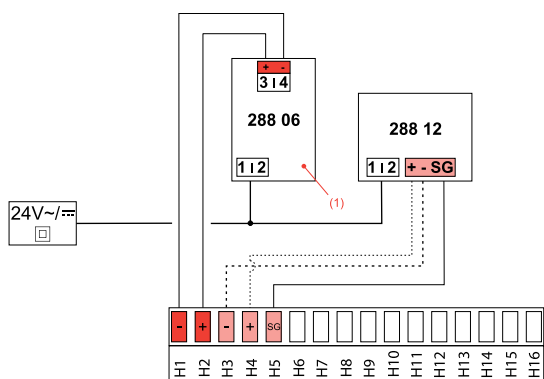 + -
3 4
288 06
1 2
(1)
288 12
1 2
+ - SG
24V~/⎓
- + - + SG
H1 H2 H3 H4 H5 H6 H7 H8 H9 H10 H11 H12 H13 H14 H15 H16